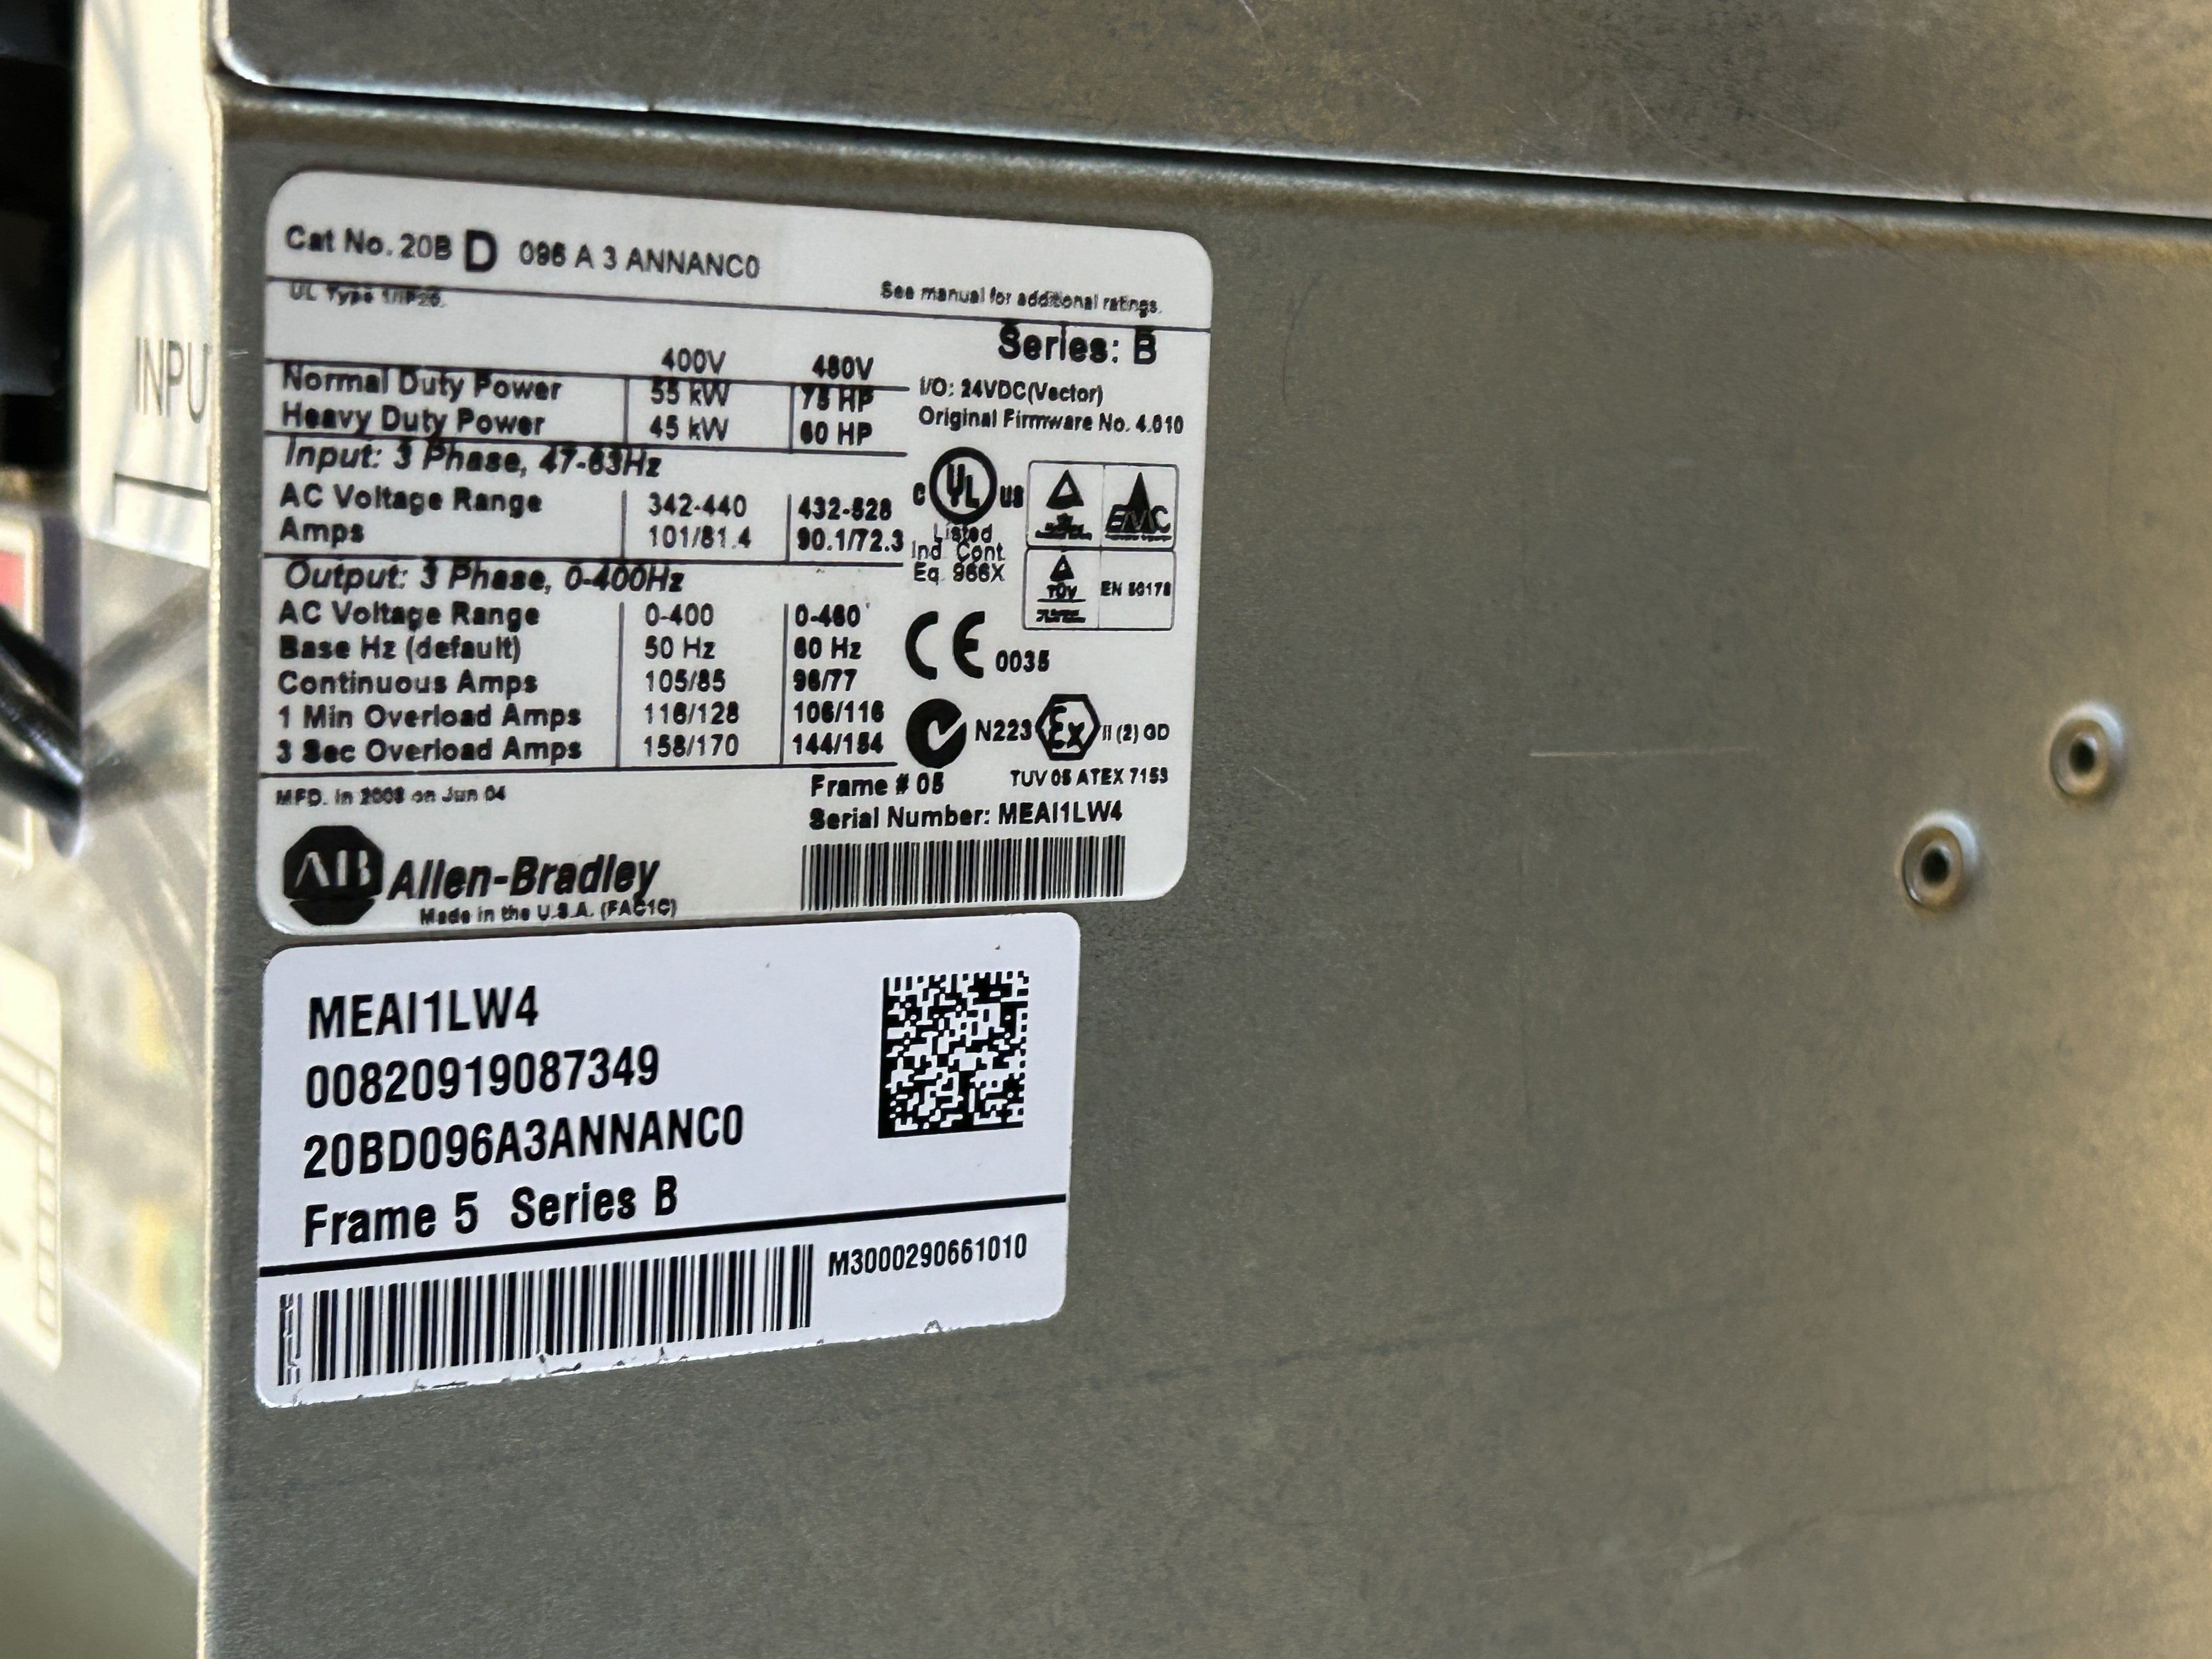 INPU
Cat No. 20B D 096 A 3 ANNANC0
UL Type 1/IP20.
See manual for additional ratings.
Series: B
400V 480V
Normal Duty Power 55 kW 75 HP
Heavy Duty Power 45 kW 60 HP
I/O: 24VDC(Vector)
Original Firmware No. 4.010
Input: 3 Phase, 47-63Hz
AC Voltage Range 342-440 432-528
Amps 101/81.4 90.1/72.3
C UL US
Listed
Ind Cont
Eq 966X
EMC
TÜV
EN 50178
Output: 3 Phase, 0-400Hz
AC Voltage Range 0-400 0-460
Base Hz (default) 50 Hz 60 Hz
Continuous Amps 105/85 96/77
1 Min Overload Amps 116/128 106/116
3 Sec Overload Amps 158/170 144/154
CE 0035
N223 Ex II (2) GD
TUV 05 ATEX 7153
MFD. in 2008 on Jun 04
Frame # 05
Serial Number: MEAI1LW4
AB Allen-Bradley
Made in the U.S.A. (FAC1C)
MEAI1LW4
00820919087349
20BD096A3ANNANC0
Frame 5 Series B
M3000290661010